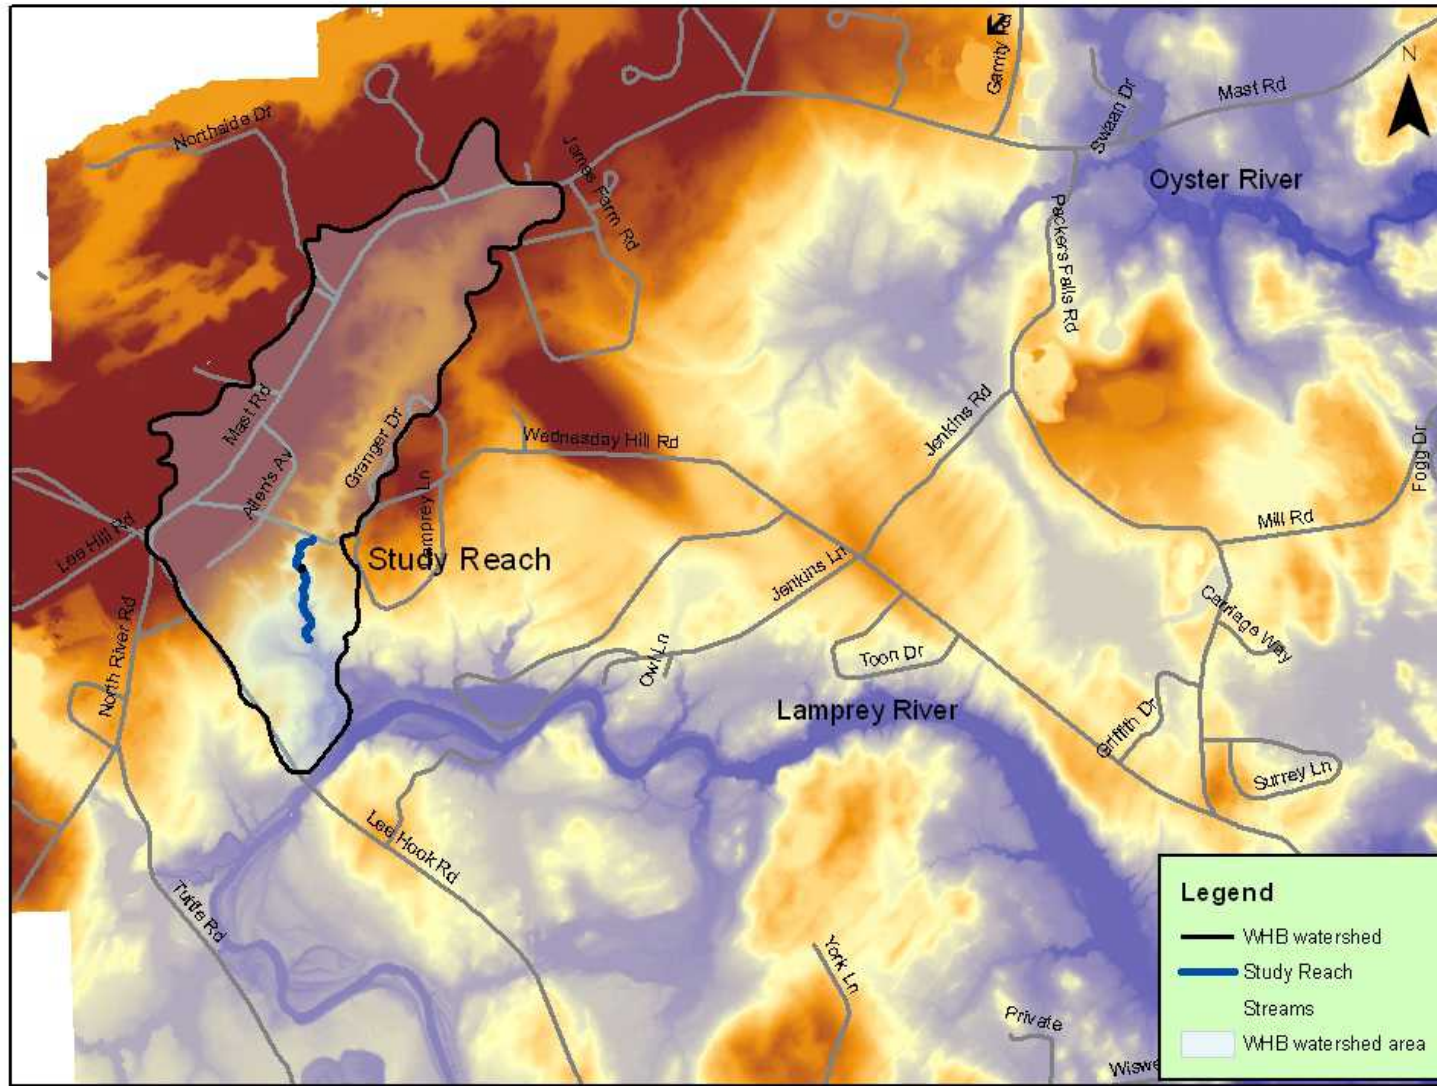 Garrity Rd
N
Mast Rd
Swaan Dr
Northside Dr
James Farm Rd
Oyster River
Packers Falls Rd
Mast Rd
Granger Dr
Wednesday Hill Rd
Jenkins Rd
Fogg Dr
Allen's Av
Lamprey Ln
Mill Rd
Lee Hill Rd
Study Reach
Jenkins Ln
Carriage Way
North River Rd
Owl Ln
Toon Dr
Lamprey River
Griffith Dr
Surrey Ln
Lee Hook Rd
Tuttle Rd
York Ln
Private
Wiswe
Legend
WHB watershed
Study Reach
Streams
WHB watershed area